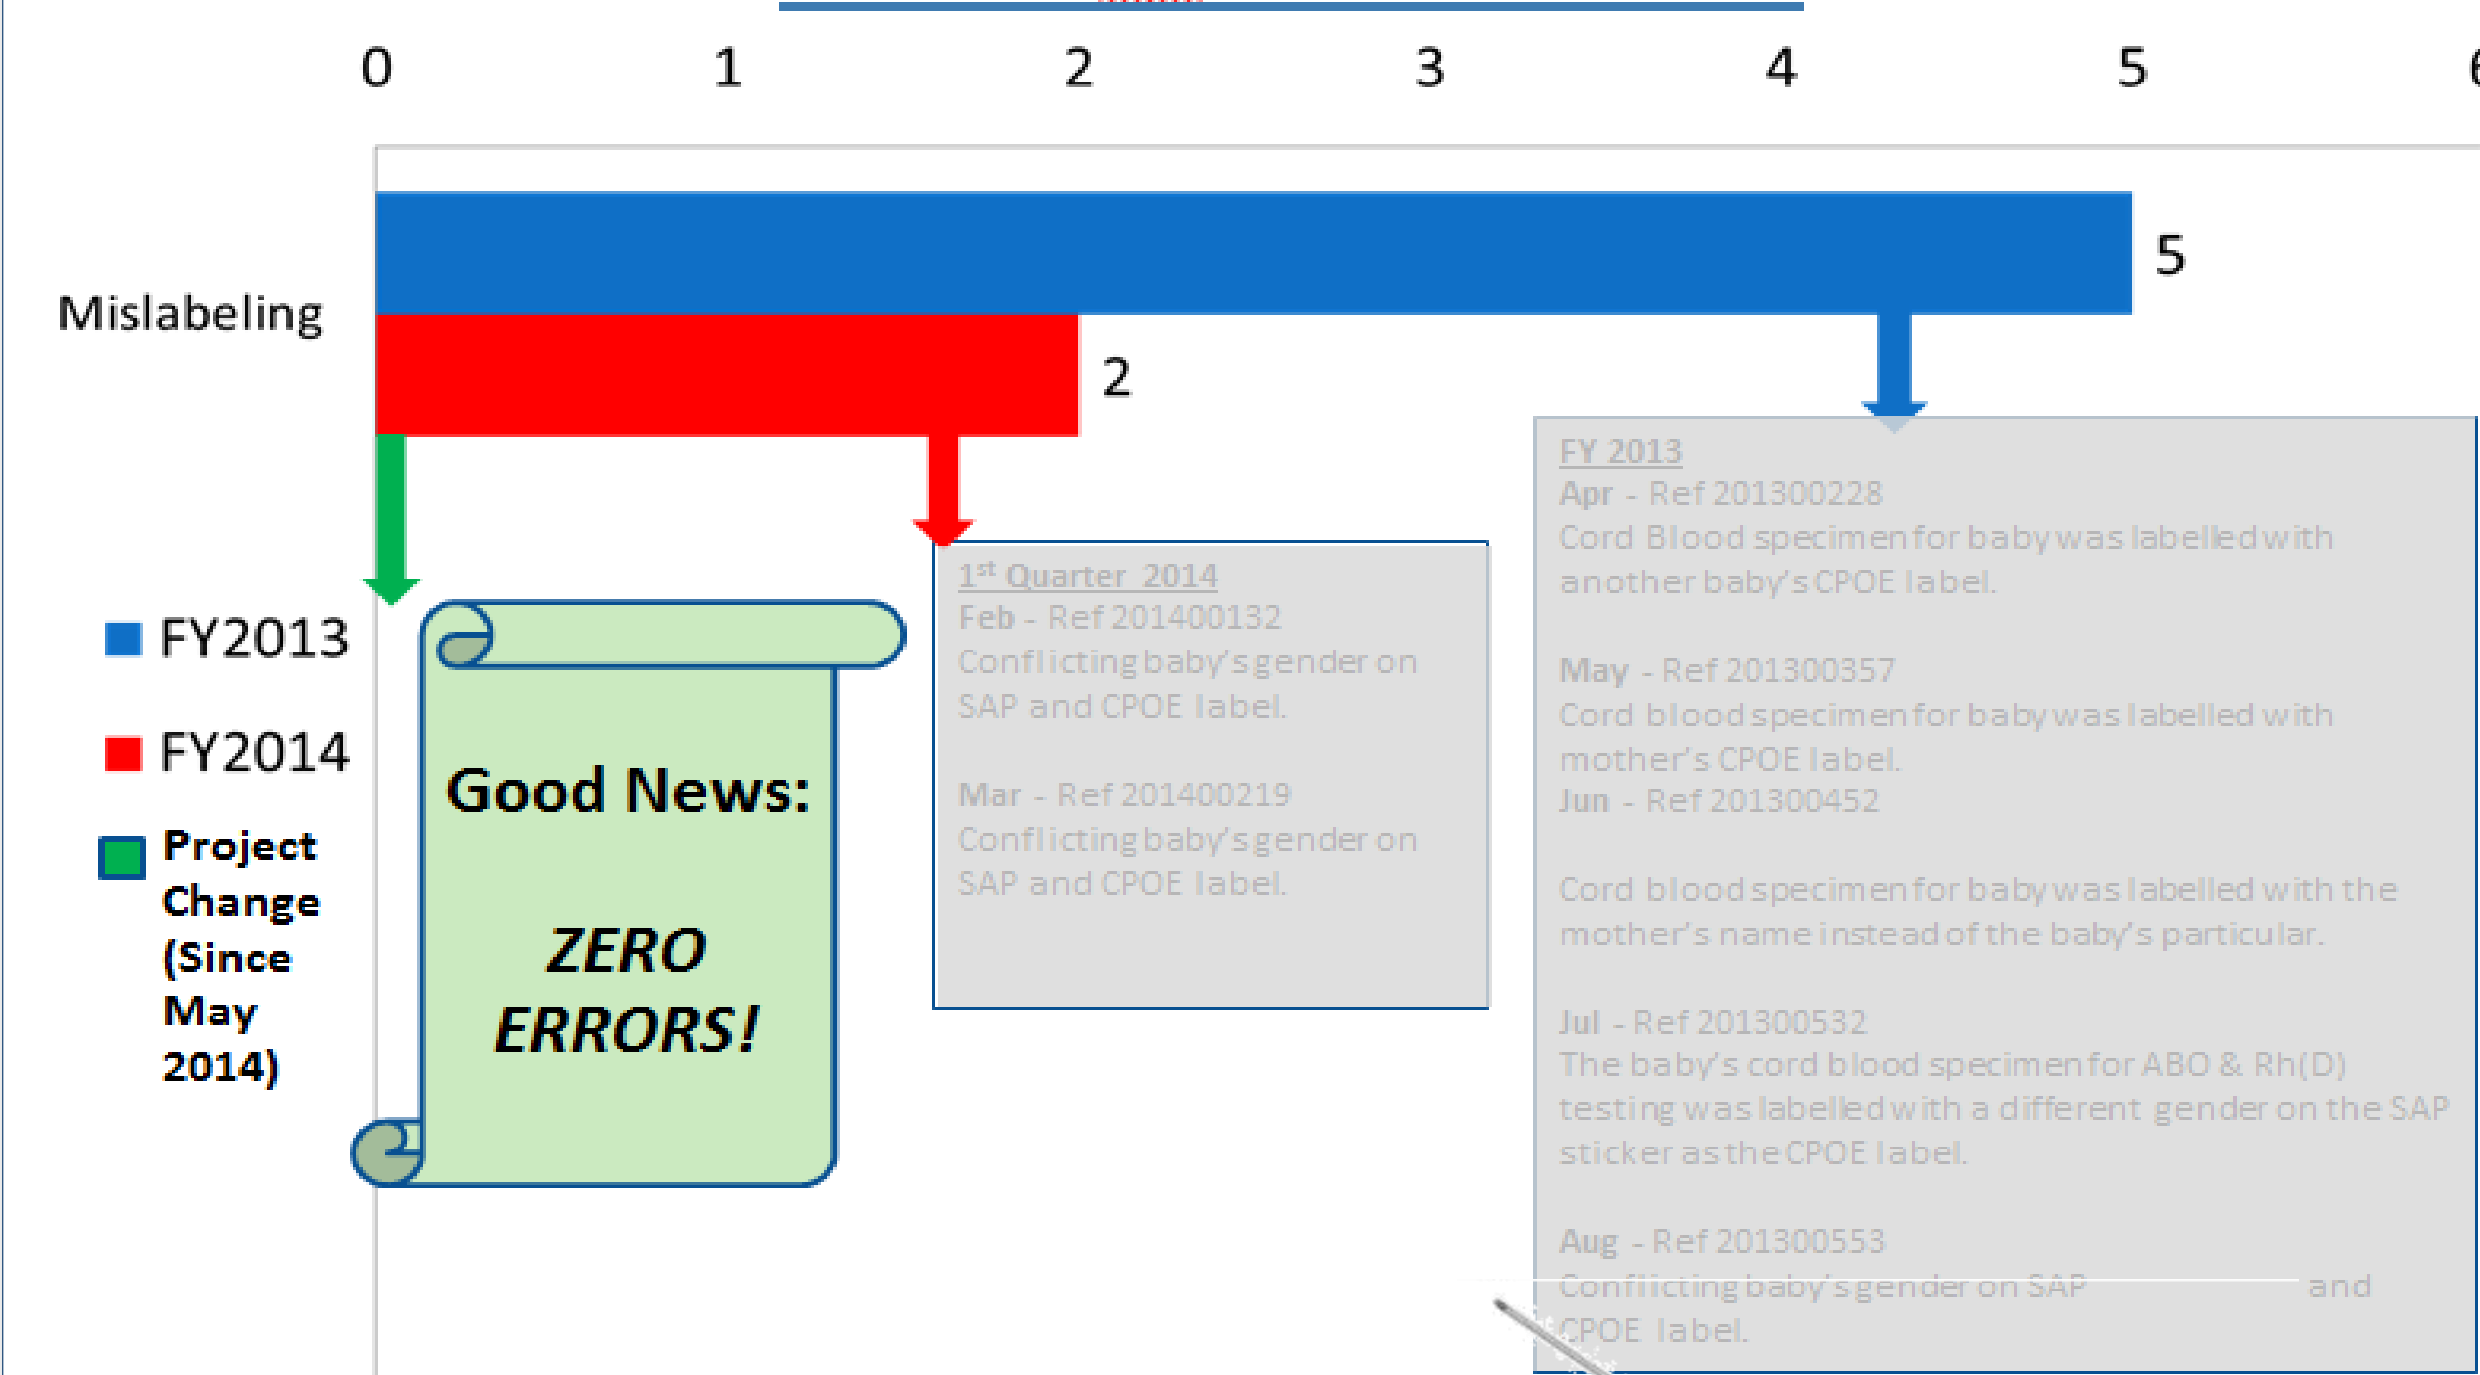 0 1 2 3 4 5 6
5
Mislabeling
2
FY2013
FY2014
Project
Change
(Since
May
2014)
Good News:
ZERO
ERRORS!
1st Quarter 2014
Feb - Ref 201400132
Conflicting baby's gender on
SAP and CPOE label.
Mar - Ref 201400219
Conflicting baby's gender on
SAP and CPOE label.
FY 2013
Apr - Ref 201300228
Cord Blood specimen for baby was labelled with
another baby's CPOE label.
May - Ref 201300357
Cord blood specimen for baby was labelled with
mother's CPOE label.
Jun - Ref 201300452
Cord blood specimen for baby was labelled with the
mother's name instead of the baby's particular.
Jul - Ref 201300532
The baby's cord blood specimen for ABO & Rh(D)
testing was labelled with a different gender on the SAP
sticker as the CPOE label.
Aug - Ref 201300553
Conflicting baby's gender on SAP and
CPOE label.